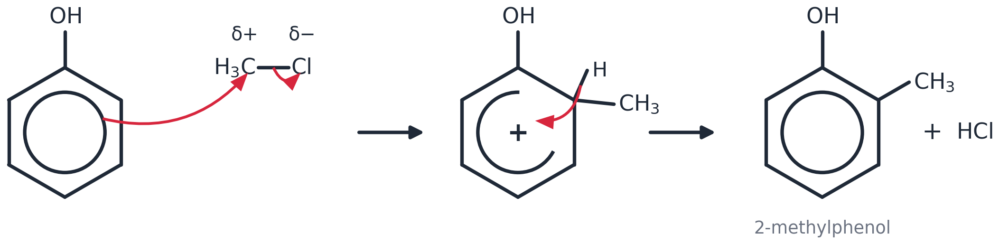 OH
δ+ δ−
H₃C Cl
OH
H
CH₃
+
OH
CH₃
+ HCl
2-methylphenol